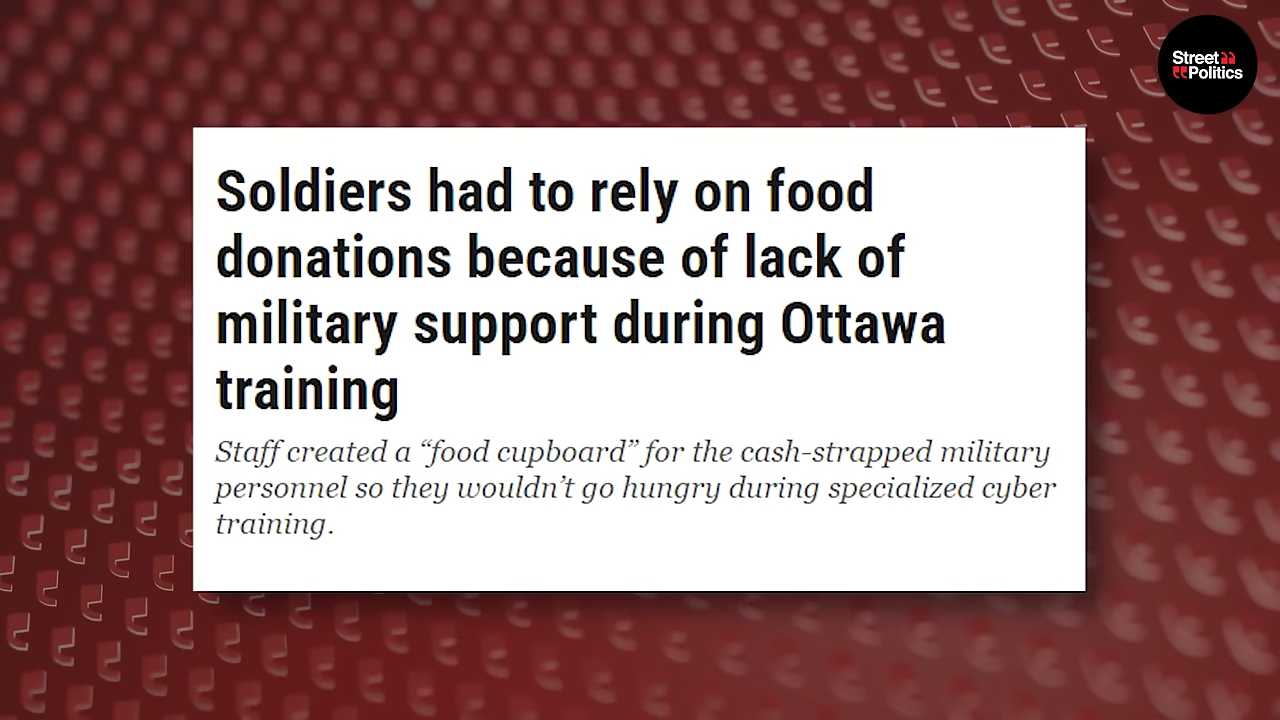 Street
Politics
Soldiers had to rely on food
donations because of lack of
military support during Ottawa
training
Staff created a “food cupboard” for the cash-strapped military
personnel so they wouldn’t go hungry during specialized cyber
training.